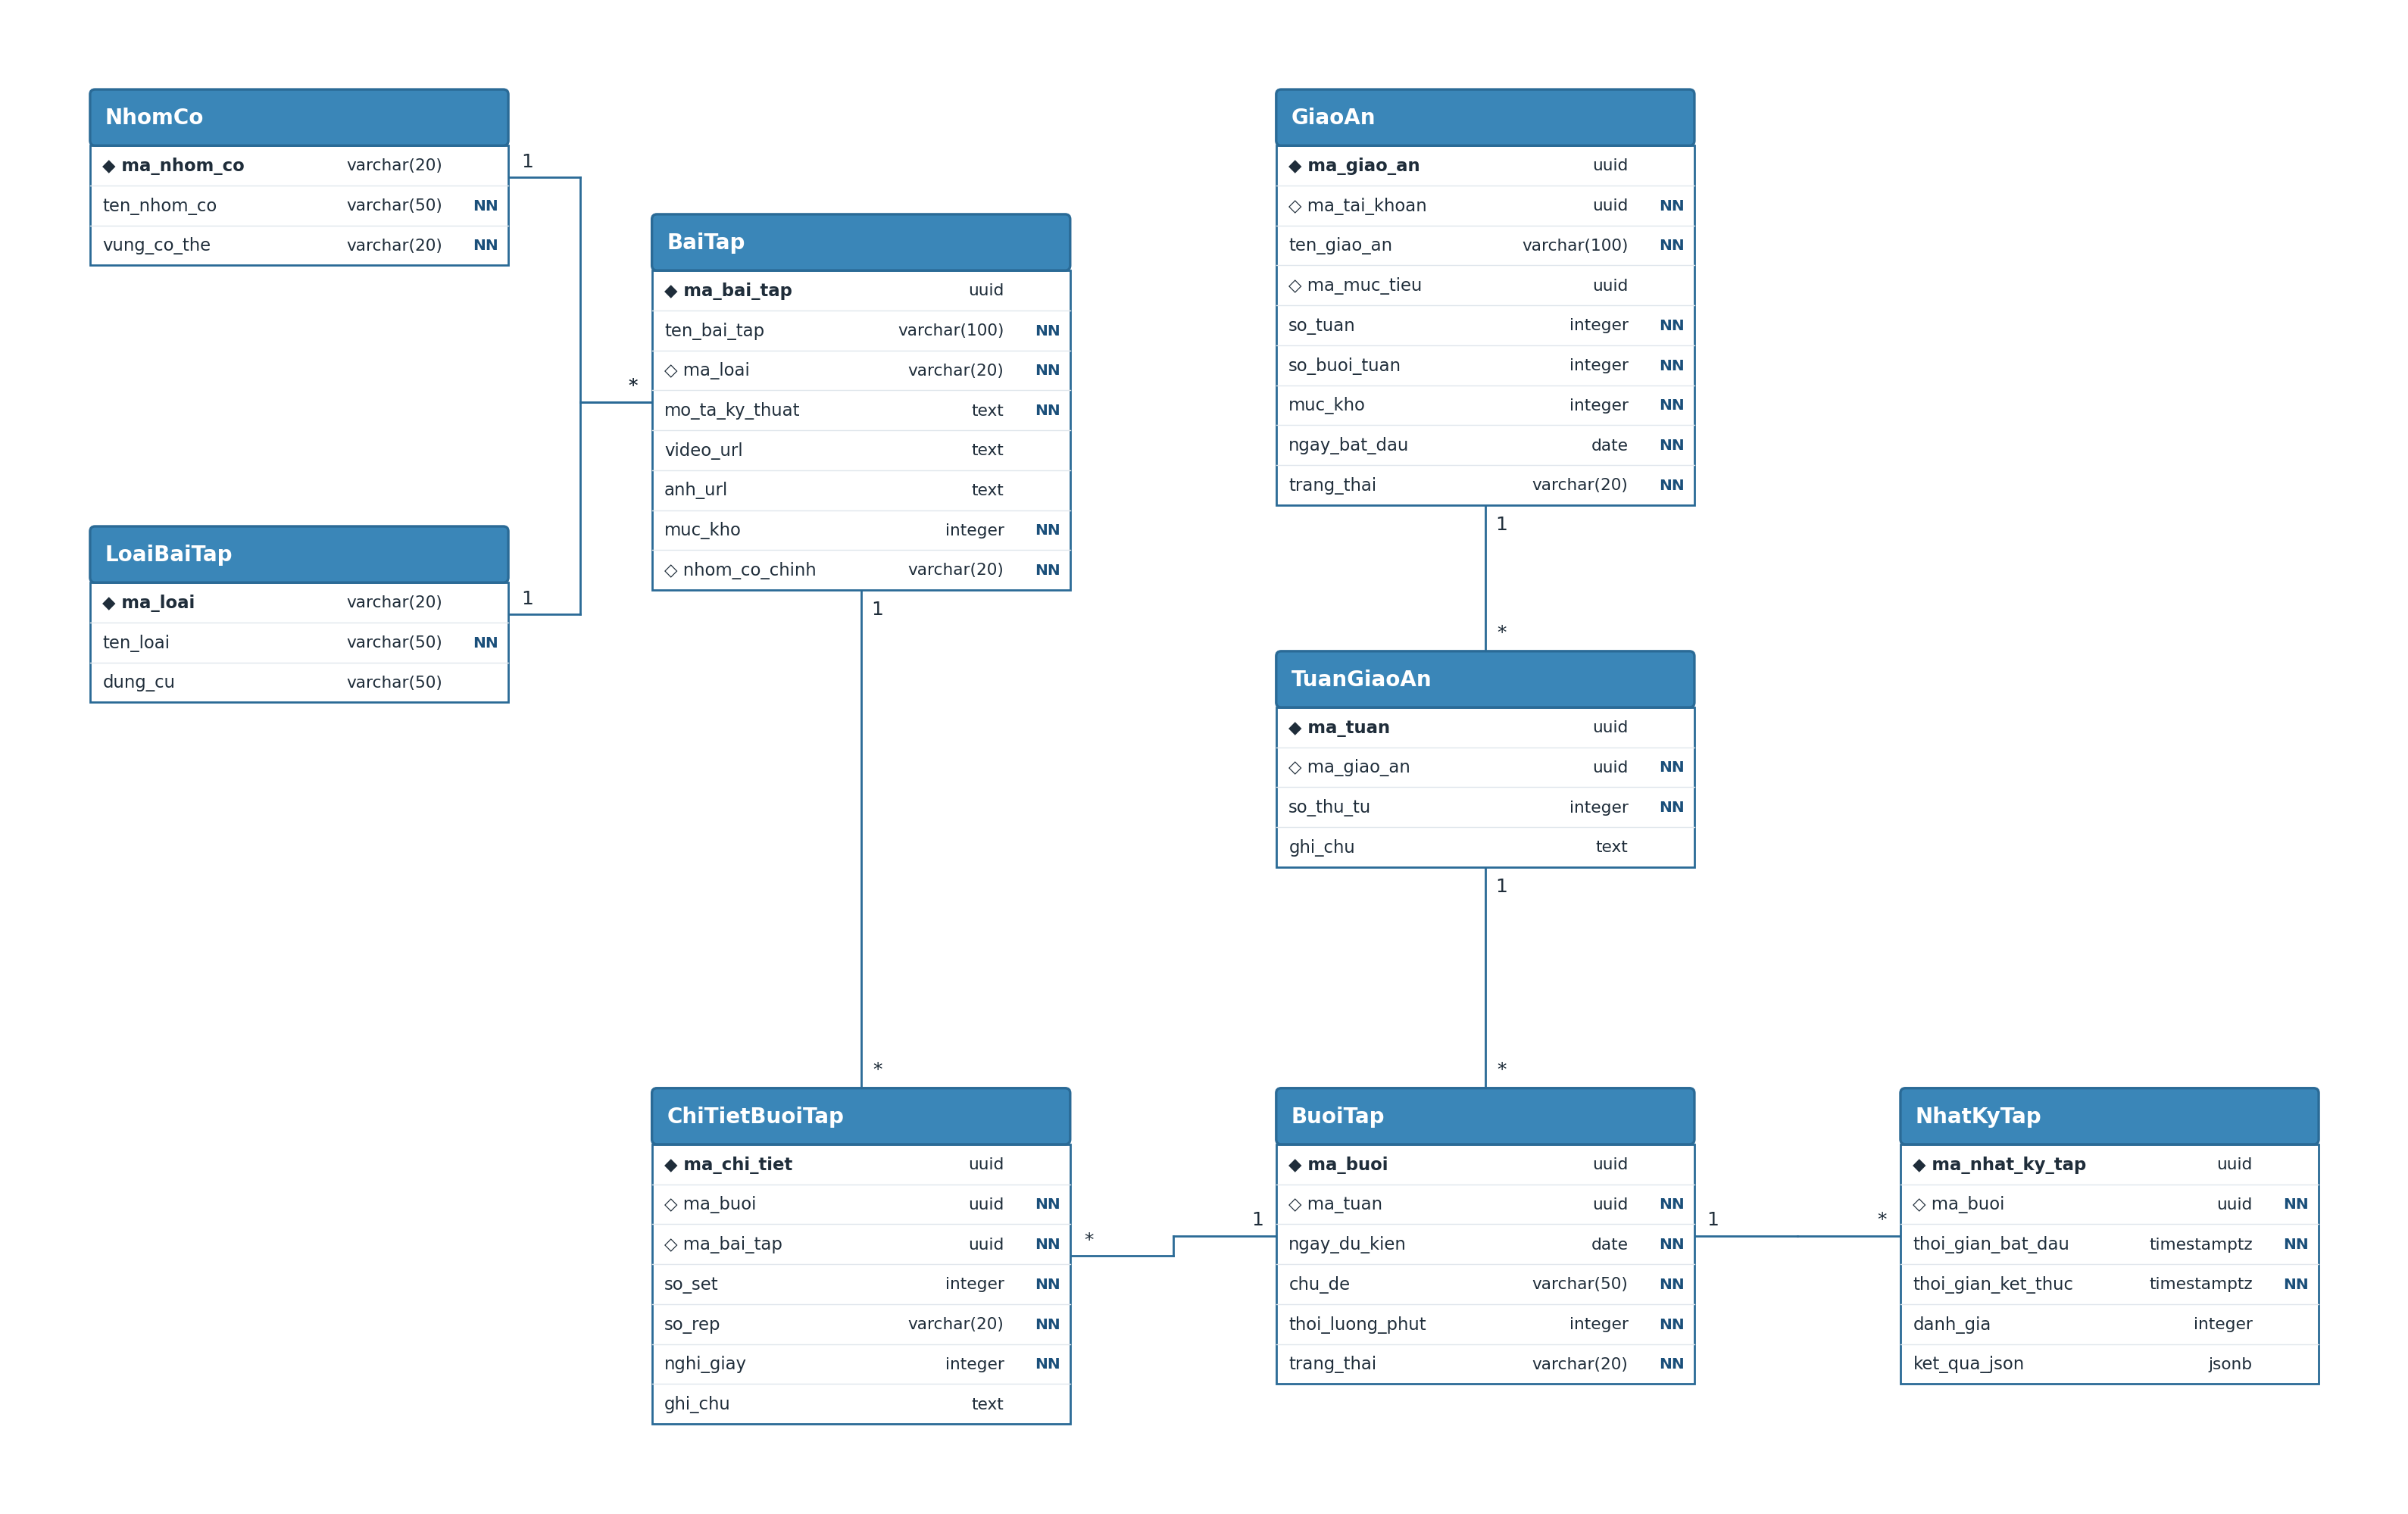 NhomCo
◆ ma_nhom_co varchar(20)
ten_nhom_co varchar(50) NN
vung_co_the varchar(20) NN
1
LoaiBaiTap
◆ ma_loai varchar(20)
ten_loai varchar(50) NN
dung_cu varchar(50)
1
*
BaiTap
◆ ma_bai_tap uuid
ten_bai_tap varchar(100) NN
◇ ma_loai varchar(20) NN
mo_ta_ky_thuat text NN
video_url text
anh_url text
muc_kho integer NN
◇ nhom_co_chinh varchar(20) NN
1
*
GiaoAn
◆ ma_giao_an uuid
◇ ma_tai_khoan uuid NN
ten_giao_an varchar(100) NN
◇ ma_muc_tieu uuid
so_tuan integer NN
so_buoi_tuan integer NN
muc_kho integer NN
ngay_bat_dau date NN
trang_thai varchar(20) NN
1
*
TuanGiaoAn
◆ ma_tuan uuid
◇ ma_giao_an uuid NN
so_thu_tu integer NN
ghi_chu text
1
*
ChiTietBuoiTap
◆ ma_chi_tiet uuid
◇ ma_buoi uuid NN
◇ ma_bai_tap uuid NN
so_set integer NN
so_rep varchar(20) NN
nghi_giay integer NN
ghi_chu text
*
1
BuoiTap
◆ ma_buoi uuid
◇ ma_tuan uuid NN
ngay_du_kien date NN
chu_de varchar(50) NN
thoi_luong_phut integer NN
trang_thai varchar(20) NN
1
*
NhatKyTap
◆ ma_nhat_ky_tap uuid
◇ ma_buoi uuid NN
thoi_gian_bat_dau timestamptz NN
thoi_gian_ket_thuc timestamptz NN
danh_gia integer
ket_qua_json jsonb